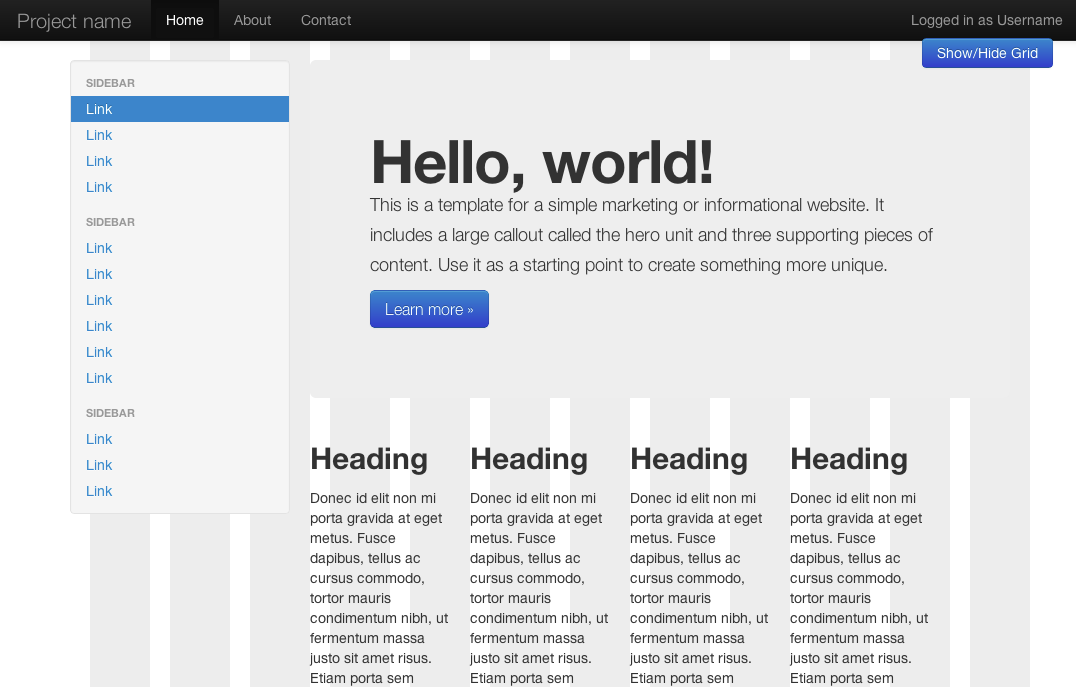 Project name Home About Contact Logged in as Username
Show/Hide Grid
SIDEBAR
Link
Link
Link
Link
SIDEBAR
Link
Link
Link
Link
Link
Link
SIDEBAR
Link
Link
Link
Hello, world!
This is a template for a simple marketing or informational website. It
includes a large callout called the hero unit and three supporting pieces of
content. Use it as a starting point to create something more unique.
Learn more »
Heading
Donec id elit non mi
porta gravida at eget
metus. Fusce
dapibus, tellus ac
cursus commodo,
tortor mauris
condimentum nibh, ut
fermentum massa
justo sit amet risus.
Etiam porta sem
Heading
Donec id elit non mi
porta gravida at eget
metus. Fusce
dapibus, tellus ac
cursus commodo,
tortor mauris
condimentum nibh, ut
fermentum massa
justo sit amet risus.
Etiam porta sem
Heading
Donec id elit non mi
porta gravida at eget
metus. Fusce
dapibus, tellus ac
cursus commodo,
tortor mauris
condimentum nibh, ut
fermentum massa
justo sit amet risus.
Etiam porta sem
Heading
Donec id elit non mi
porta gravida at eget
metus. Fusce
dapibus, tellus ac
cursus commodo,
tortor mauris
condimentum nibh, ut
fermentum massa
justo sit amet risus.
Etiam porta sem